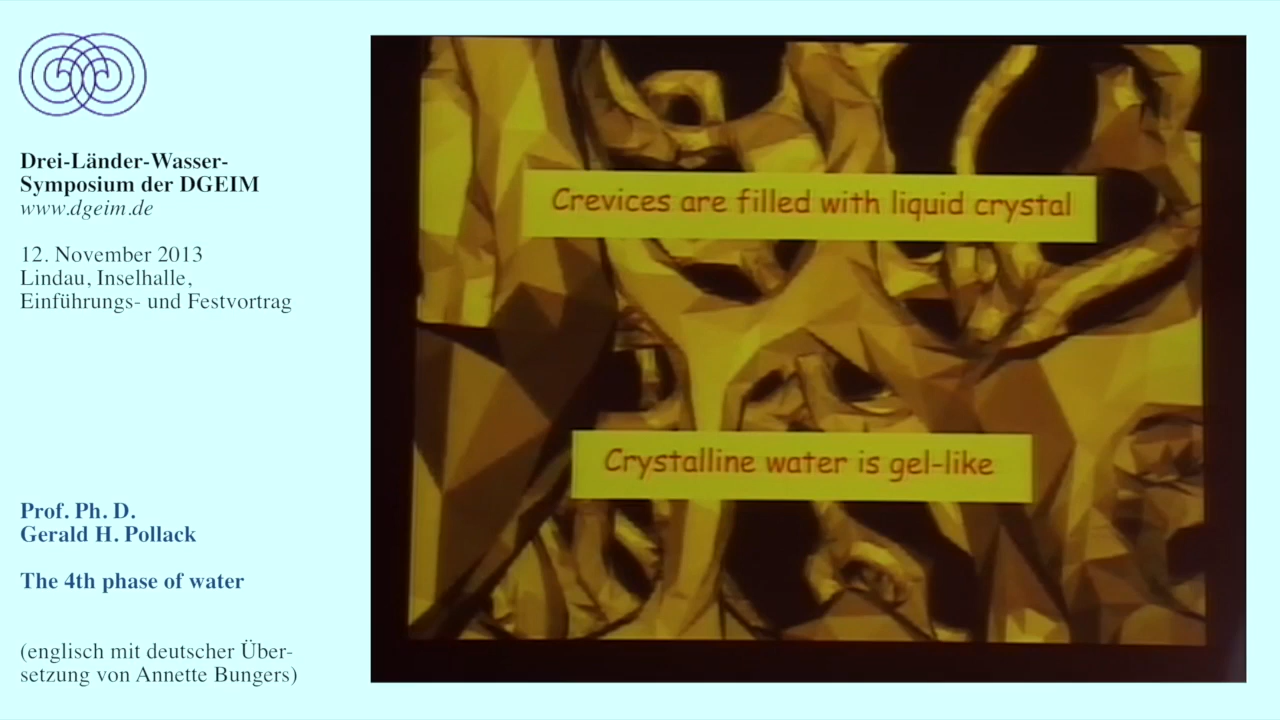 Drei-Länder-Wasser-
Symposium der DGEIM
www.dgeim.de
12. November 2013
Lindau, Inselhalle,
Einführungs- und Festvortrag
Prof. Ph. D.
Gerald H. Pollack
The 4th phase of water
(englisch mit deutscher Über-
setzung von Annette Bungers)
Crevices are filled with liquid crystal
Crystalline water is gel-like